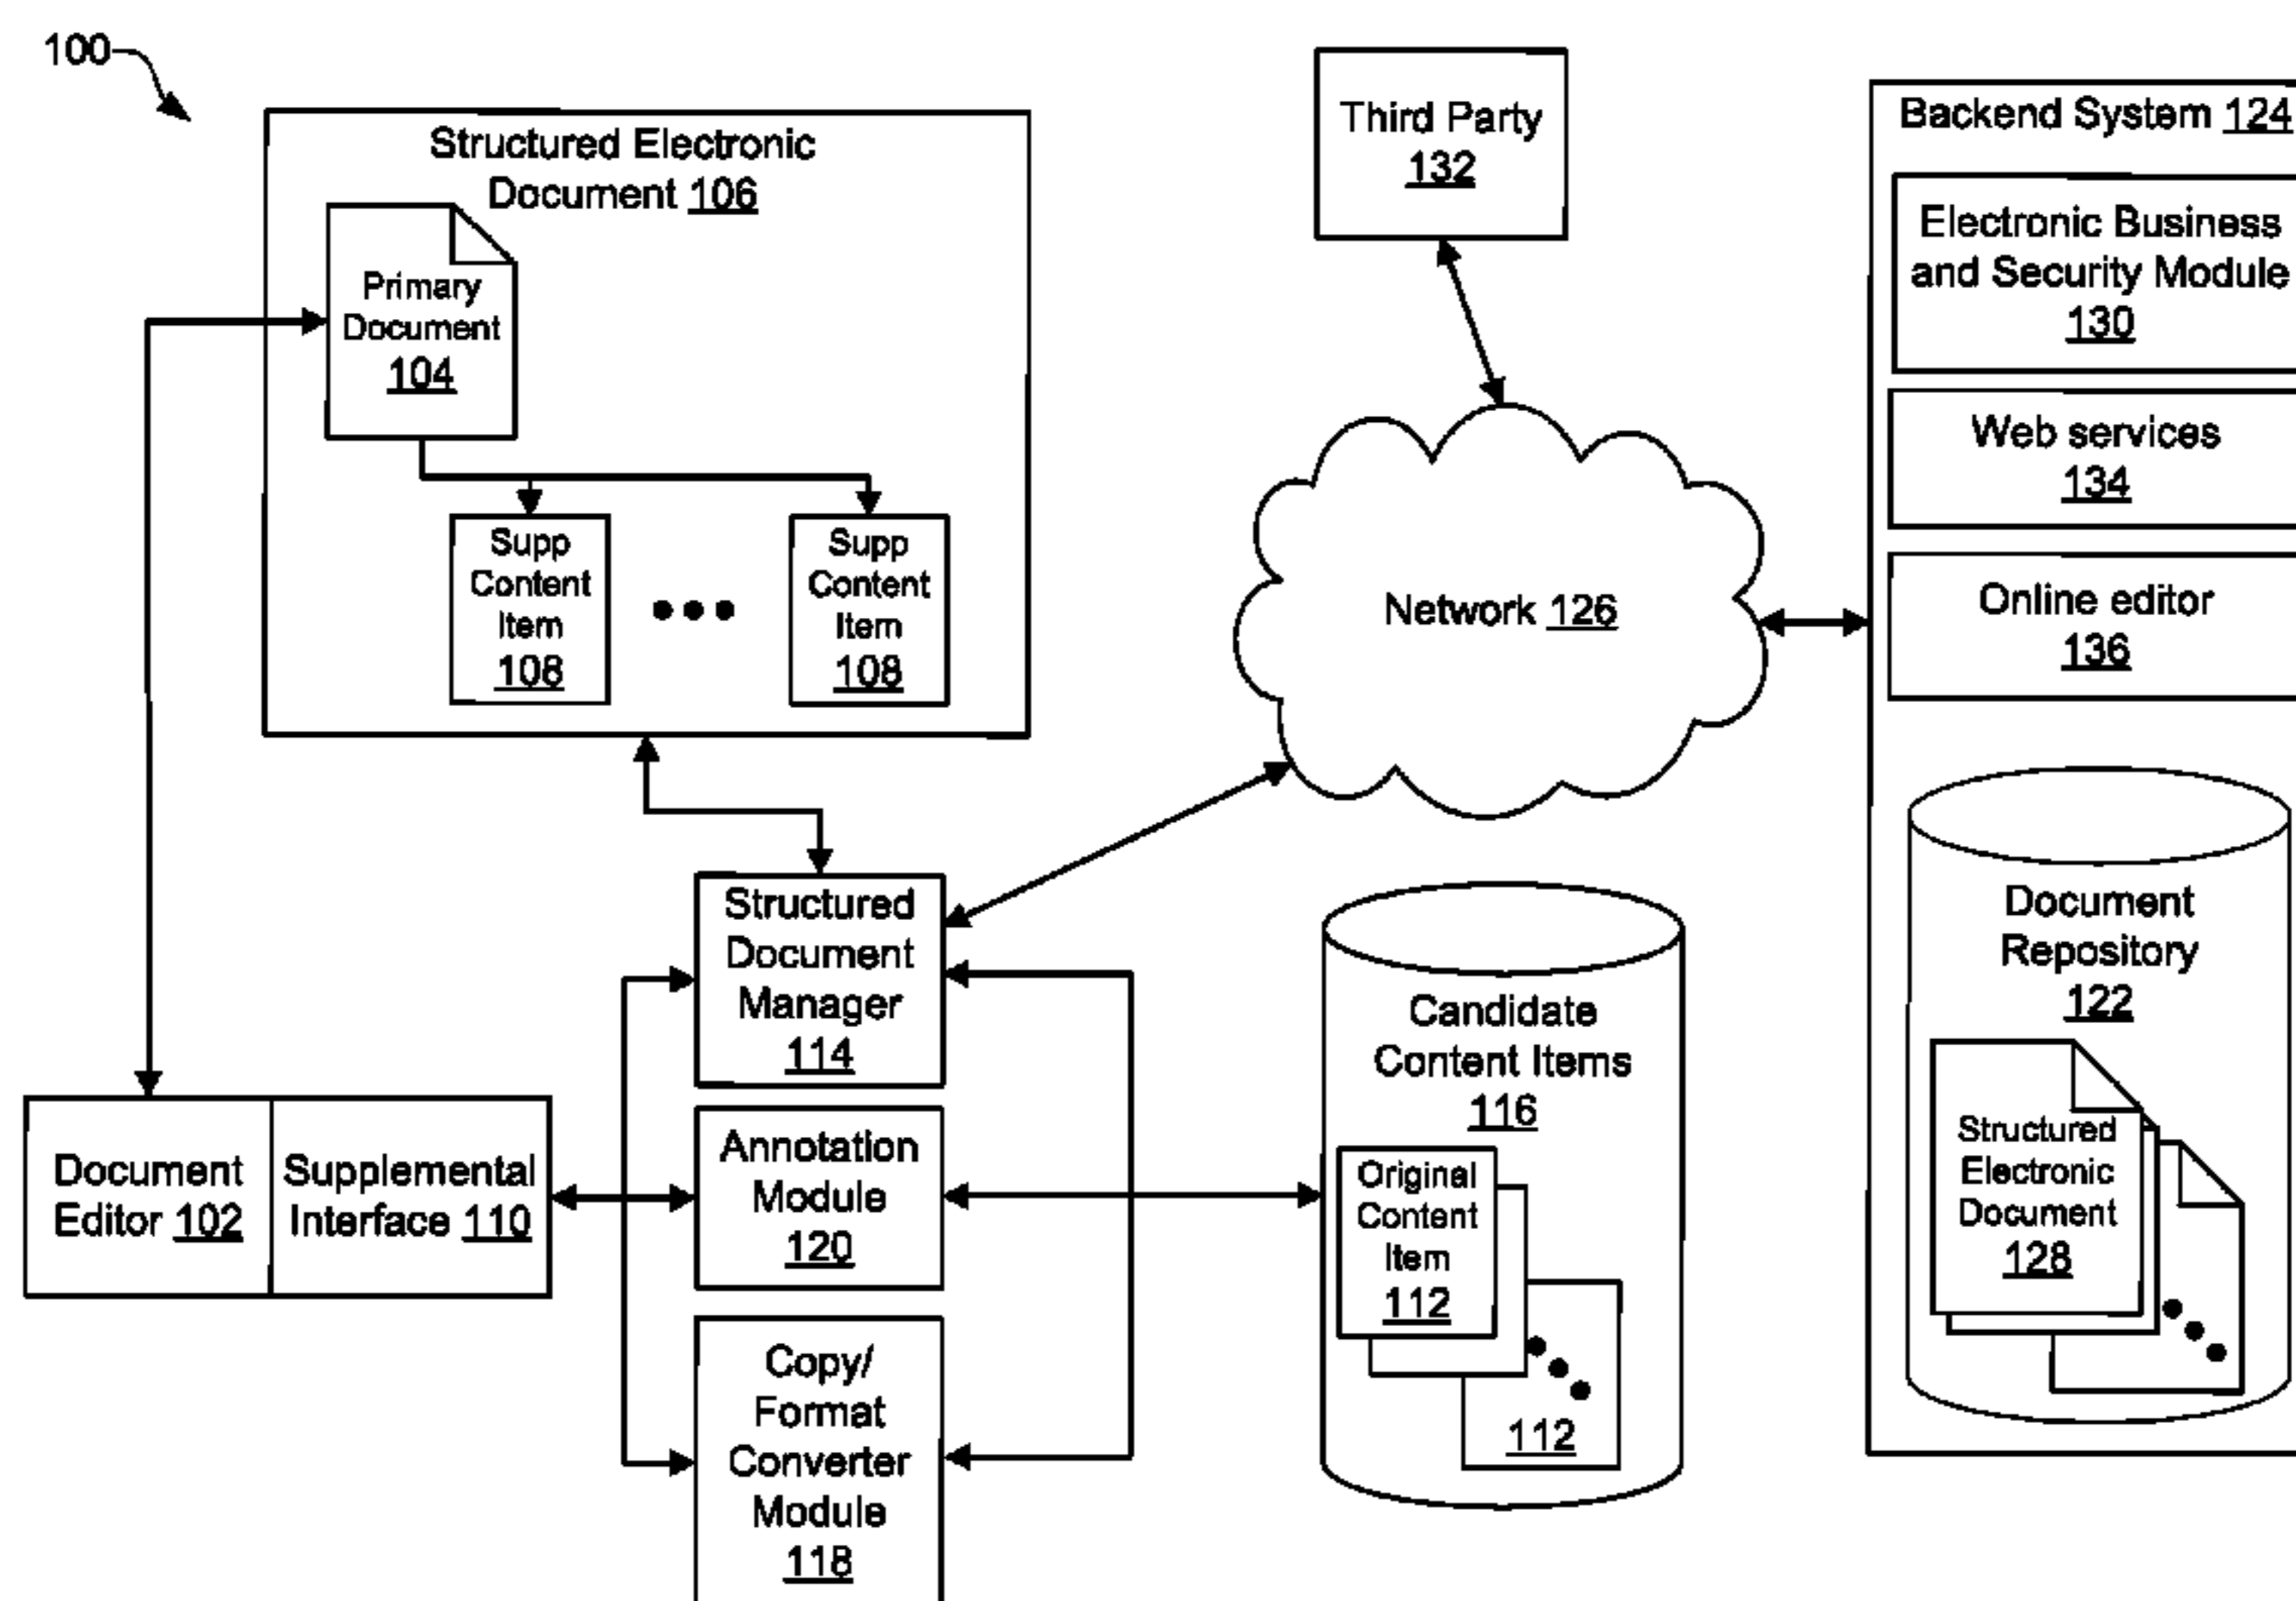 100
Structured Electronic
Document 106
Primary
Document
104
Supp
Content
Item
108
Supp
Content
Item
108
Third Party
132
Network 126
Backend System 124
Electronic Business
and Security Module
130
Web services
134
Online editor
136
Document
Repository
122
Structured
Electronic
Document
128
Structured
Document
Manager
114
Document
Editor 102
Supplemental
Interface 110
Annotation
Module
120
Copy/
Format
Converter
Module
118
Candidate
Content Items
116
Original
Content
Item
112
112